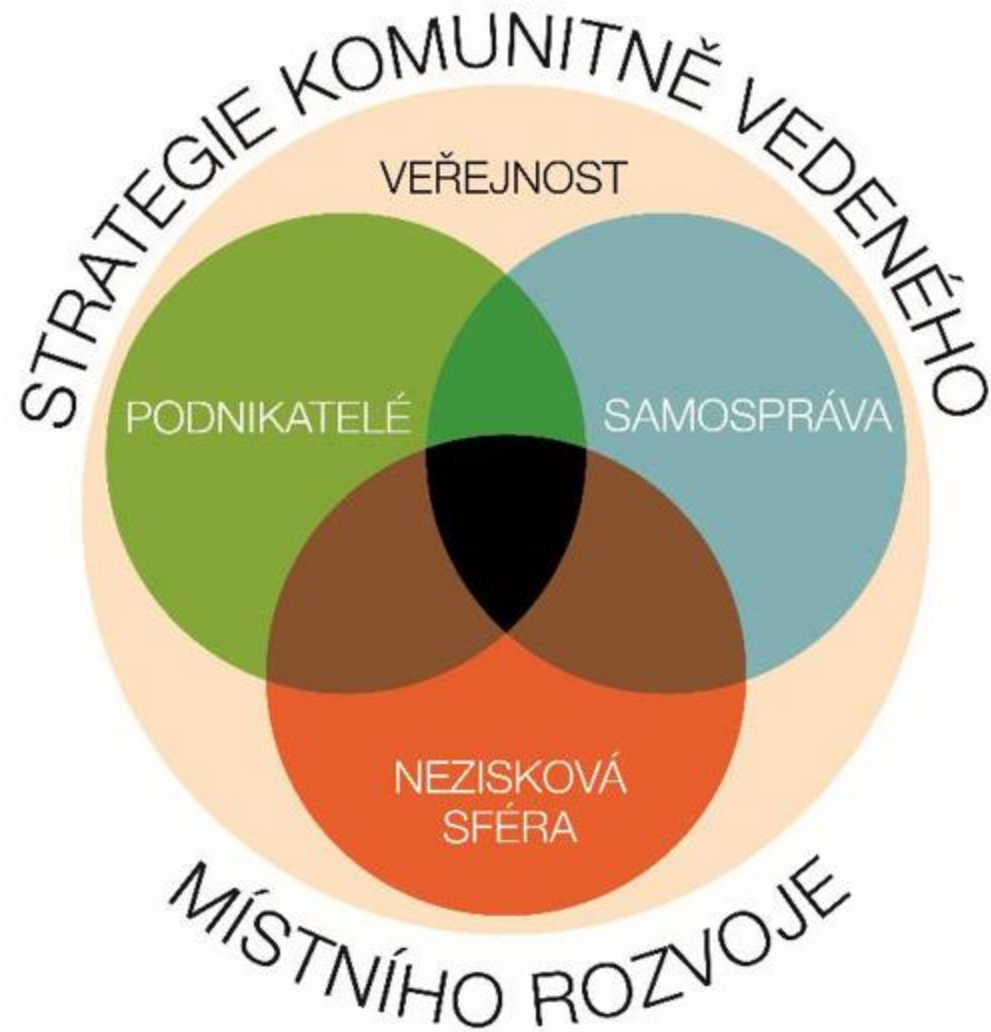 STRATEGIE KOMUNITNĚ VEDENÉHO
VEŘEJNOST
PODNIKATELÉ
SAMOSPRÁVA
NEZISKOVÁ
SFÉRA
MÍSTNÍHO ROZVOJE